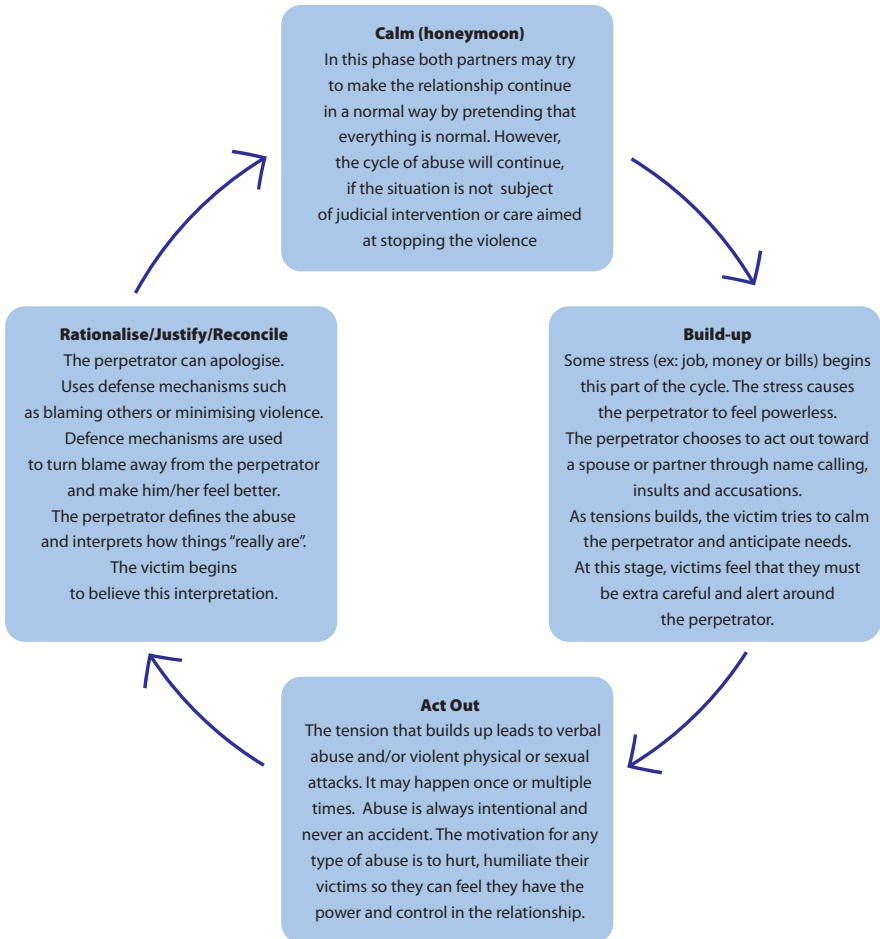 Calm (honeymoon)
In this phase both partners may try
to make the relationship continue
in a normal way by pretending that
everything is normal. However,
the cycle of abuse will continue,
if the situation is not subject
of judicial intervention or care aimed
at stopping the violence
Rationalise/Justify/Reconcile
The perpetrator can apologise.
Uses defense mechanisms such
as blaming others or minimising violence.
Defence mechanisms are used
to turn blame away from the perpetrator
and make him/her feel better.
The perpetrator defines the abuse
and interprets how things “really are”.
The victim begins
to believe this interpretation.
Build-up
Some stress (ex: job, money or bills) begins
this part of the cycle. The stress causes
the perpetrator to feel powerless.
The perpetrator chooses to act out toward
a spouse or partner through name calling,
insults and accusations.
As tensions builds, the victim tries to calm
the perpetrator and anticipate needs.
At this stage, victims feel that they must
be extra careful and alert around
the perpetrator.
Act Out
The tension that builds up leads to verbal
abuse and/or violent physical or sexual
attacks. It may happen once or multiple
times. Abuse is always intentional and
never an accident. The motivation for any
type of abuse is to hurt, humiliate their
victims so they can feel they have the
power and control in the relationship.